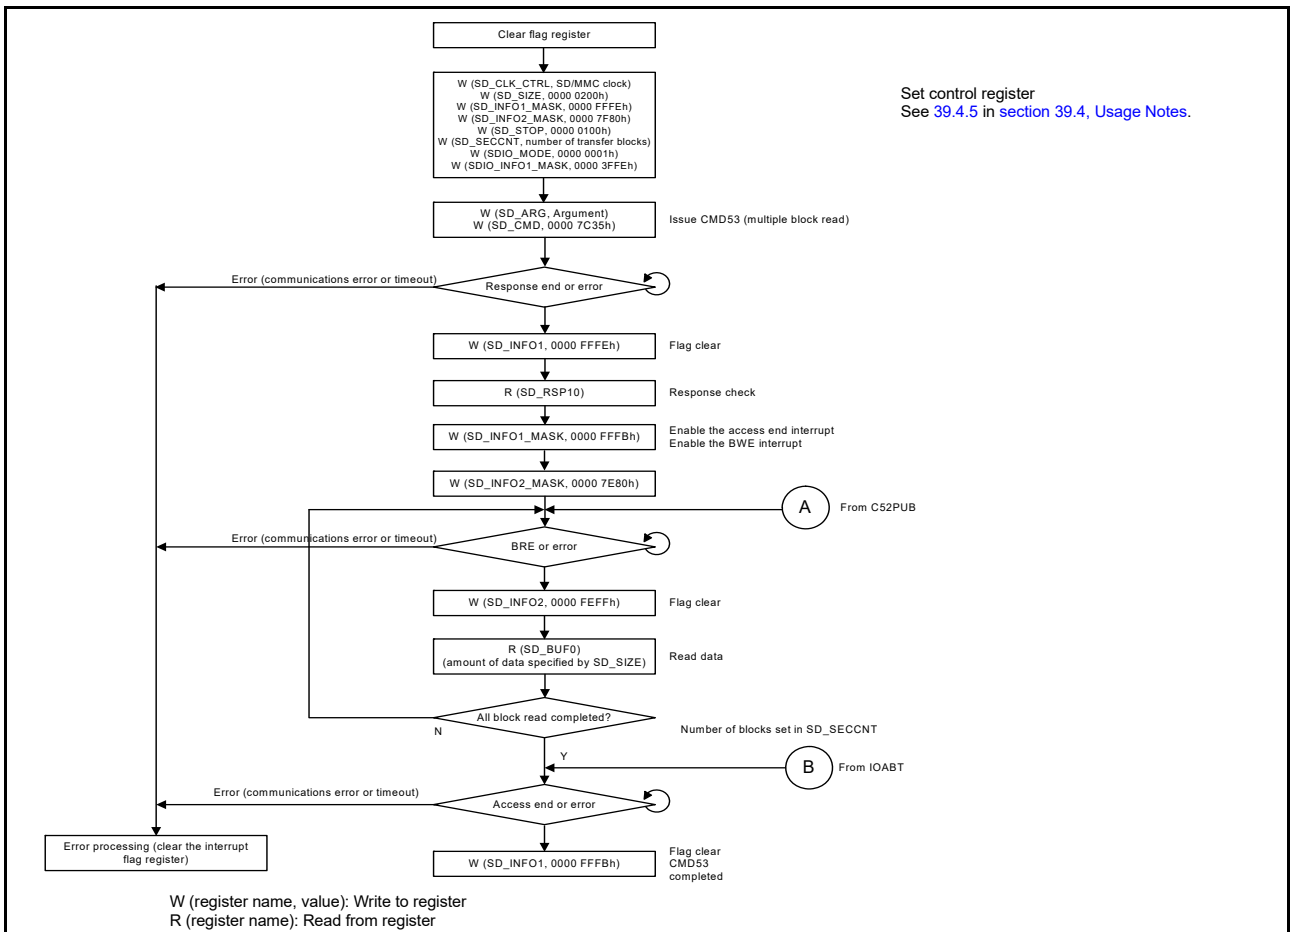 Clear flag register
W (SD_CLK_CTRL, SD/MMC clock)
W (SD_SIZE, 0000 0200h)
W (SD_INFO1_MASK, 0000 FFFEh)
W (SD_INFO2_MASK, 0000 7F80h)
W (SD_STOP, 0000 0100h)
W (SD_SECCNT, number of transfer blocks)
W (SDIO_MODE, 0000 0001h)
W (SDIO_INFO1_MASK, 0000 3FFEh)
Set control register
See 39.4.5 in section 39.4, Usage Notes.
W (SD_ARG, Argument)
W (SD_CMD, 0000 7C35h)
Issue CMD53 (multiple block read)
Error (communications error or timeout)
Response end or error
W (SD_INFO1, 0000 FFFEh)
Flag clear
R (SD_RSP10)
Response check
W (SD_INFO1_MASK, 0000 FFFBh)
Enable the access end interrupt
Enable the BWE interrupt
W (SD_INFO2_MASK, 0000 7E80h)
A
From C52PUB
Error (communications error or timeout)
BRE or error
W (SD_INFO2, 0000 FEFFh)
Flag clear
R (SD_BUF0)
(amount of data specified by SD_SIZE)
Read data
All block read completed?
N
Number of blocks set in SD_SECCNT
Y
B
From IOABT
Error (communications error or timeout)
Access end or error
Error processing (clear the interrupt
flag register)
W (SD_INFO1, 0000 FFFBh)
Flag clear
CMD53
completed
W (register name, value): Write to register
R (register name): Read from register